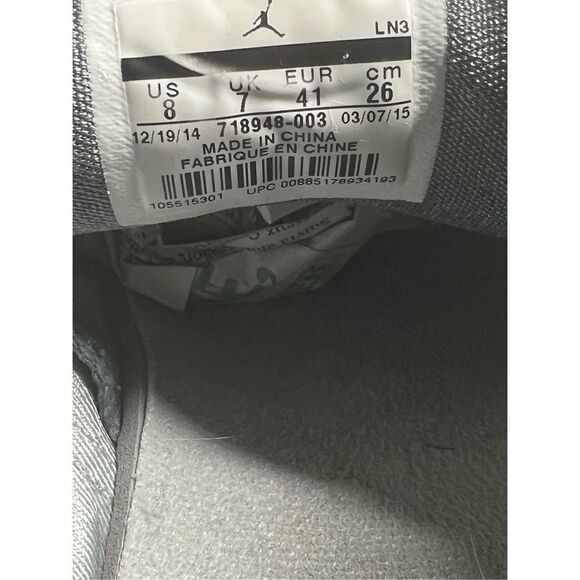 LN3
US UK EUR cm
8 7 41 26
12/19/14 718948-003 03/07/15
MADE IN CHINA
FABRIQUE EN CHINE
105515301 UPC 00885178934193